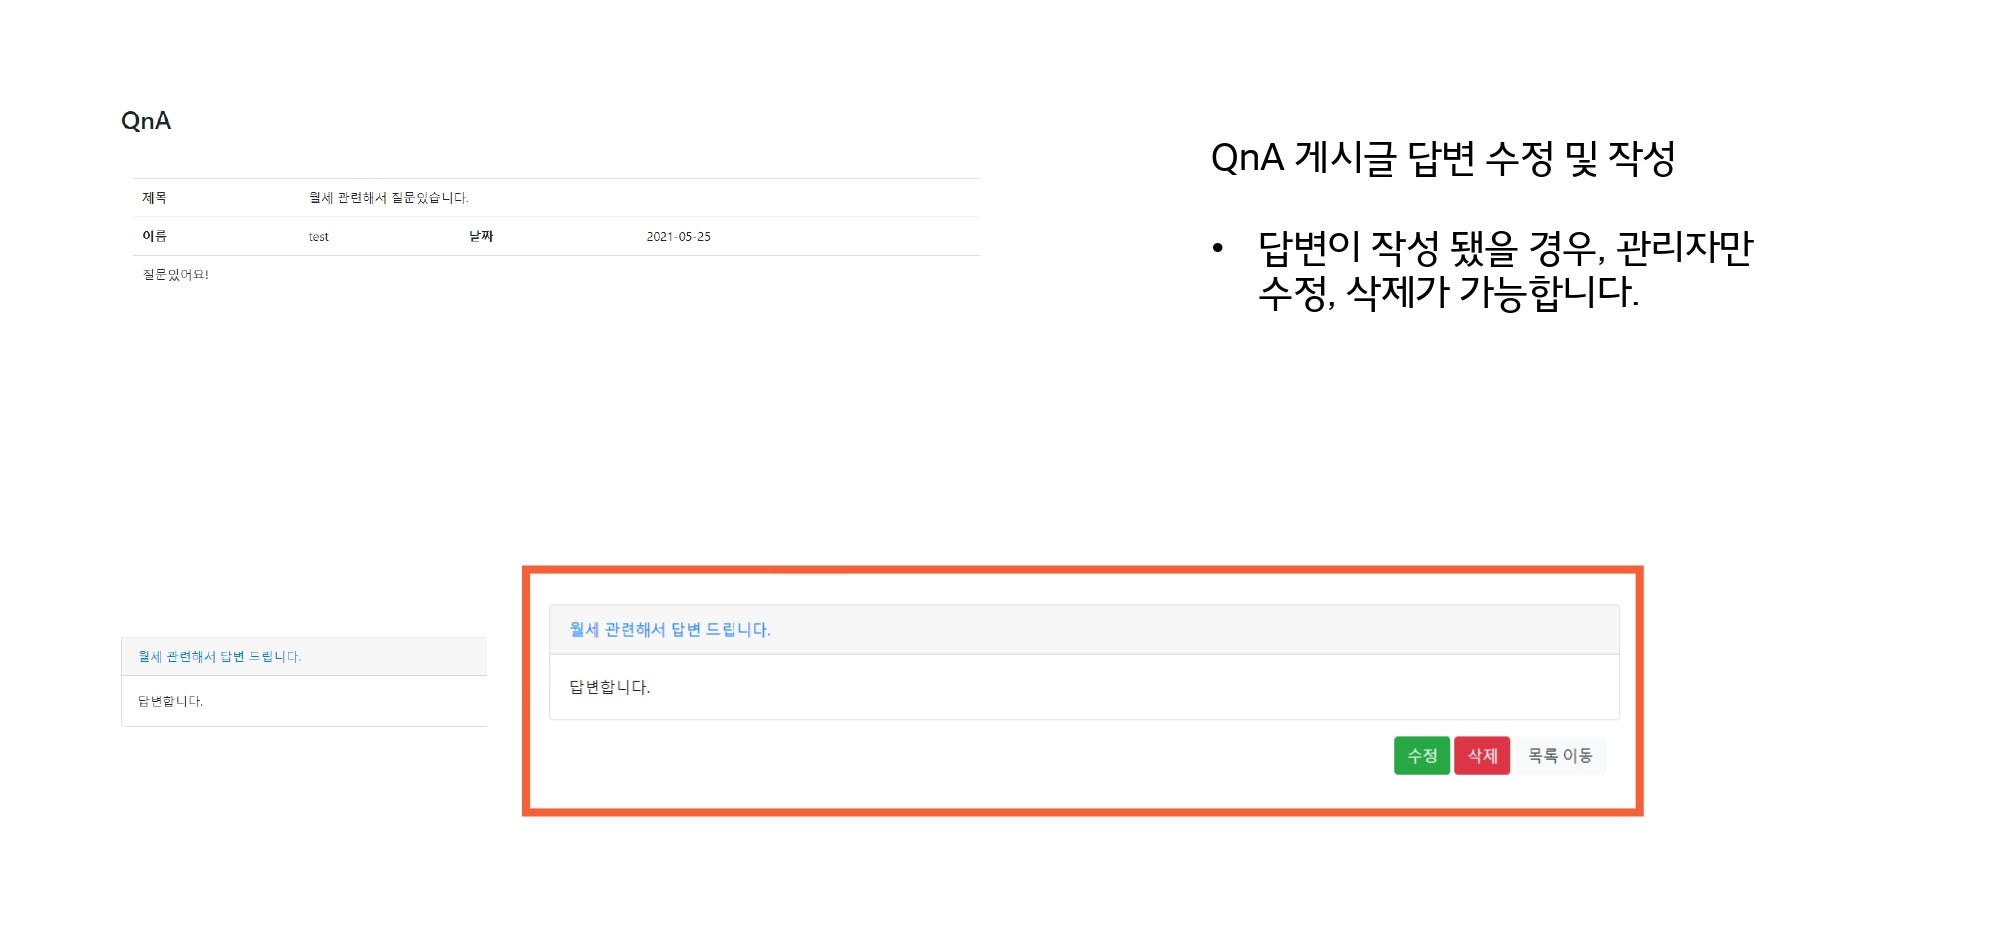 QnA
제목 월세 관련해서 질문있습니다.
이름 test 날짜 2021-05-25
질문있어요!
QnA 게시글 답변 수정 및 작성
• 답변이 작성 됐을 경우, 관리자만
수정, 삭제가 가능합니다.
월세 관련해서 답변 드립니다.
답변합니다.
월세 관련해서 답변 드립니다.
답변합니다.
수정 삭제 목록 이동